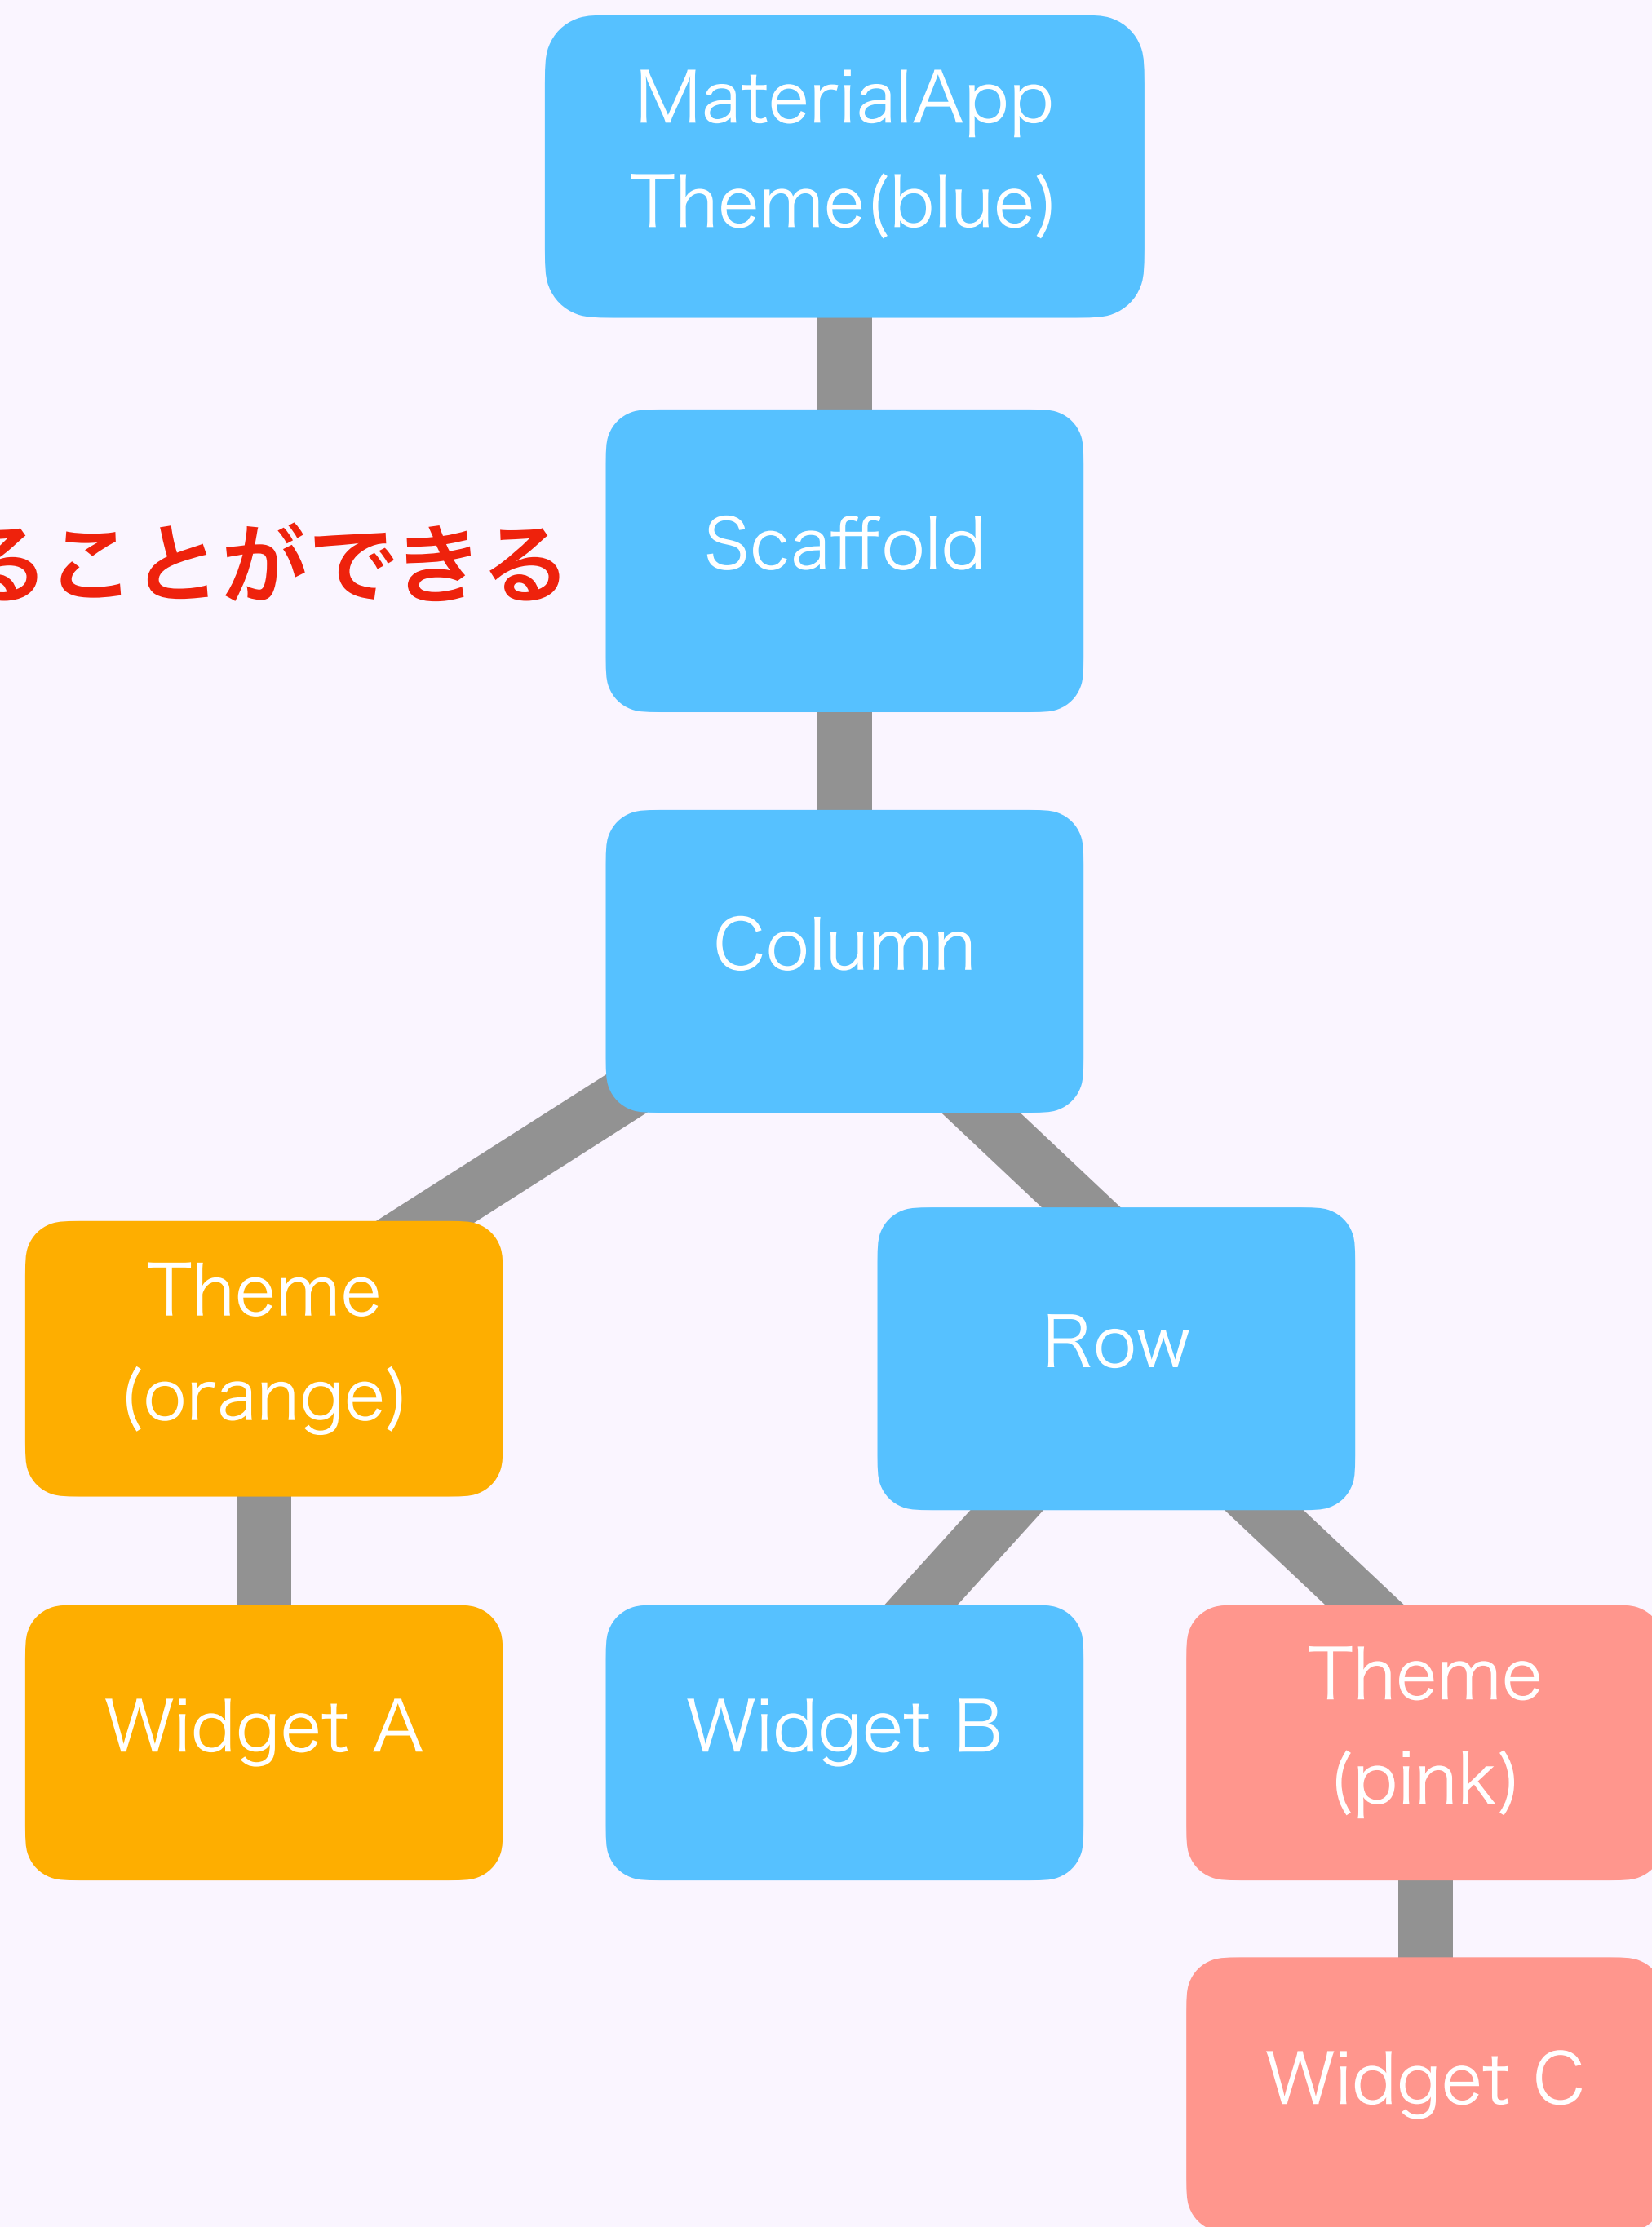 MaterialApp
Theme(blue)
Scaffold
ることができる
Column
Theme
(orange)
Row
Widget A
Widget B
Theme
(pink)
Widget C